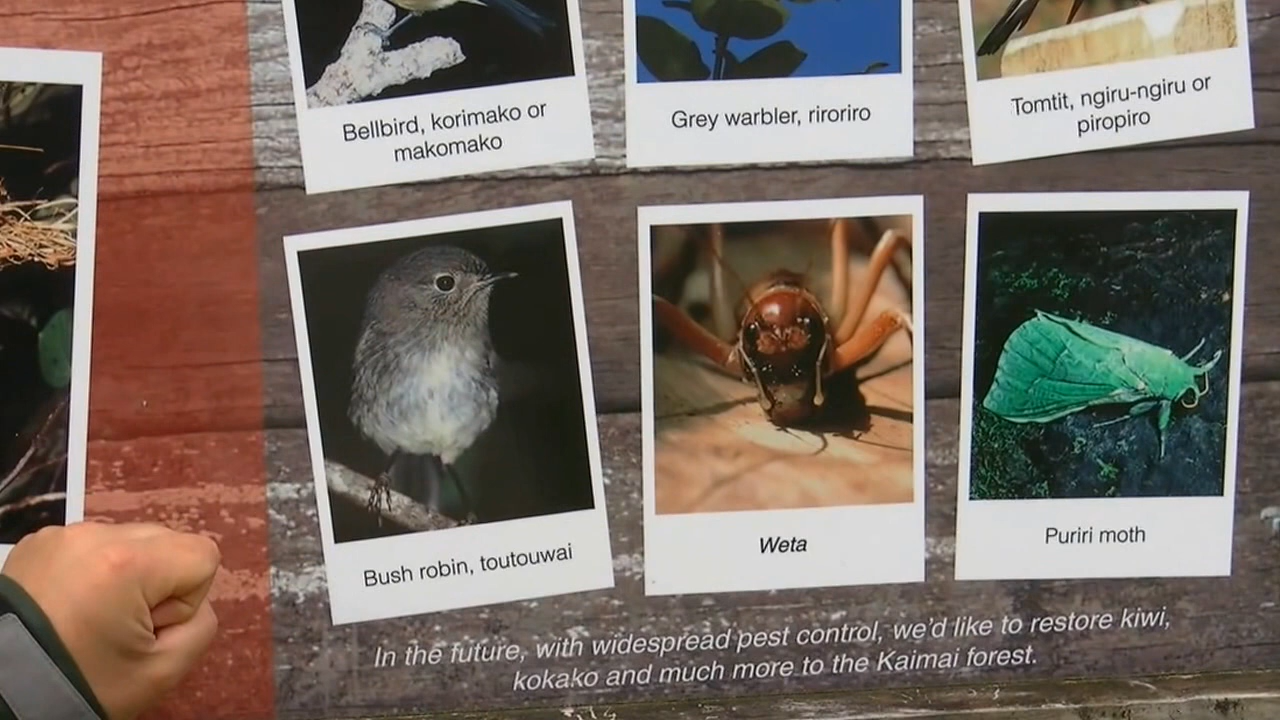 Bellbird, korimako or
makomako
Grey warbler, riroriro
Tomtit, ngiru-ngiru or
piropiro
Bush robin, toutouwai
Weta
Puriri moth
In the future, with widespread pest control, we'd like to restore kiwi,
kokako and much more to the Kaimai forest.